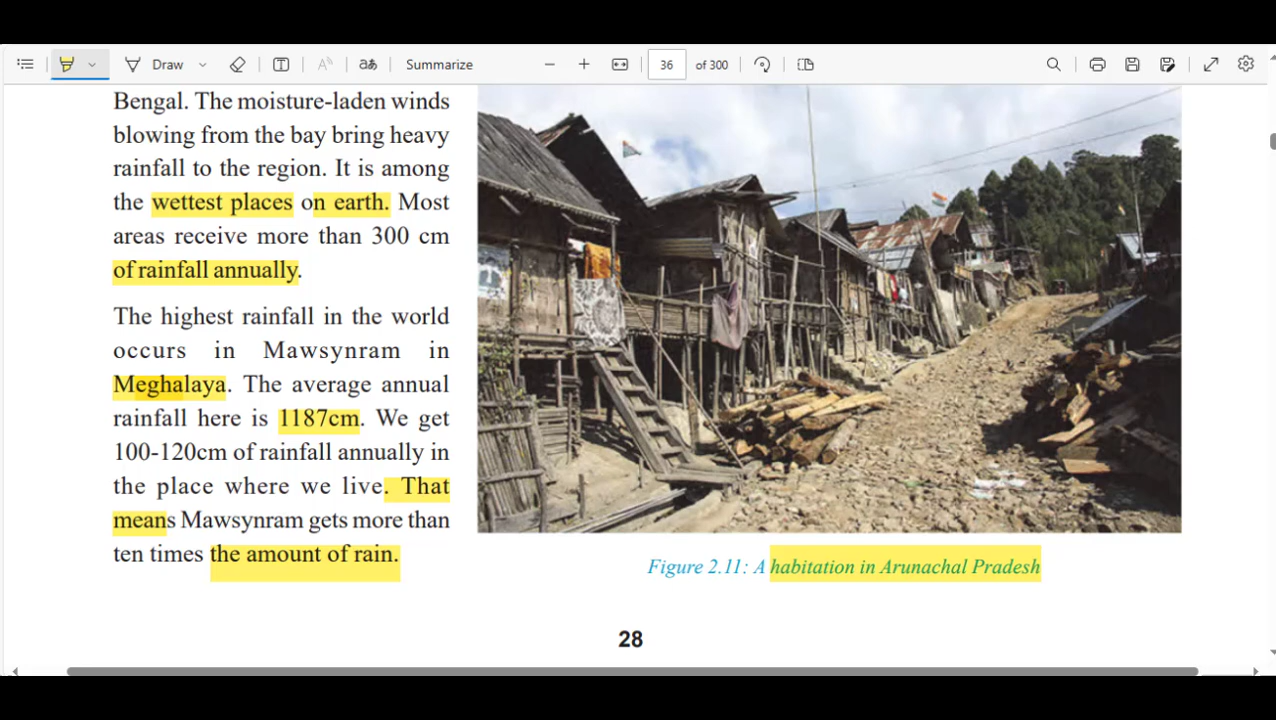 Draw
Summarize
36
of 300
Bengal. The moisture-laden winds
blowing from the bay bring heavy
rainfall to the region. It is among
the wettest places on earth. Most
areas receive more than 300 cm
of rainfall annually.
The highest rainfall in the world
occurs in Mawsynram in
Meghalaya. The average annual
rainfall here is 1187cm. We get
100-120cm of rainfall annually in
the place where we live. That
means Mawsynram gets more than
ten times the amount of rain.
Figure 2.11: A habitation in Arunachal Pradesh
28